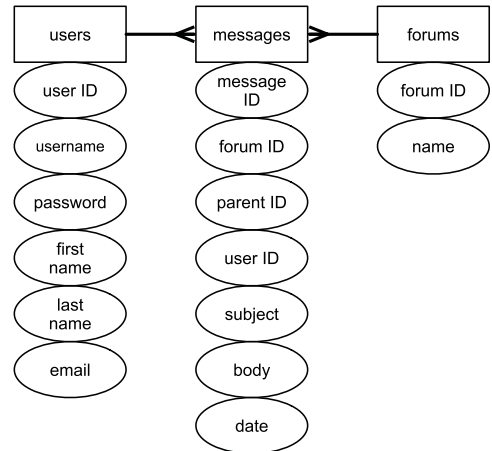 users
user ID
username
password
first
name
last
name
email
messages
message
ID
forum ID
parent ID
user ID
subject
body
date
forums
forum ID
name